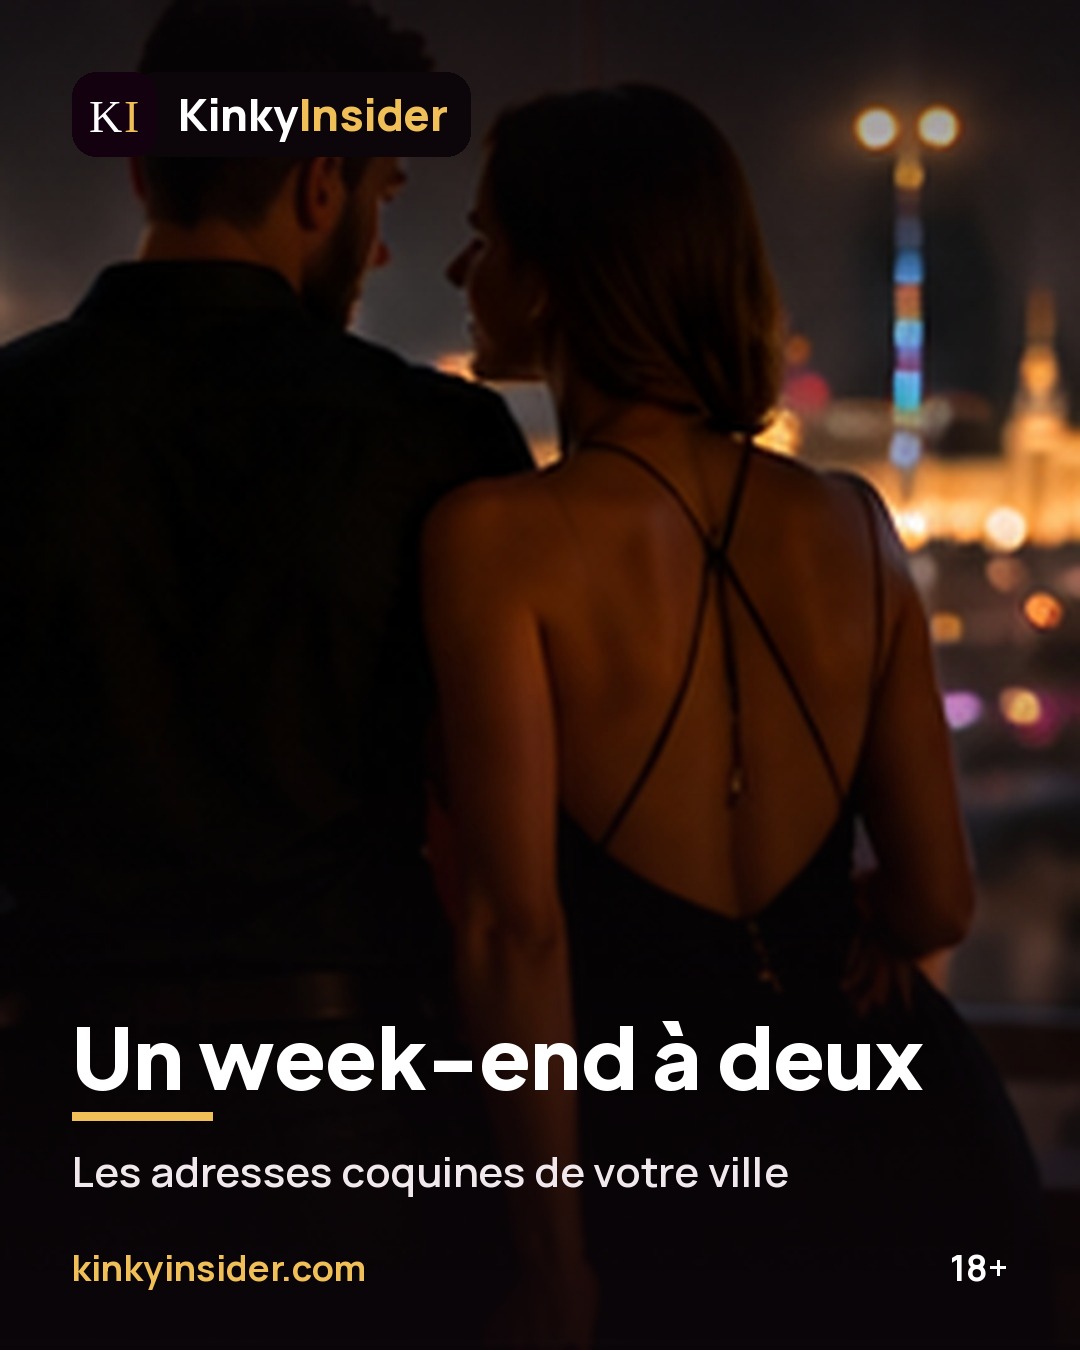 KI KinkyInsider
Un week-end à deux
Les adresses coquines de votre ville
kinkyinsider.com 18+